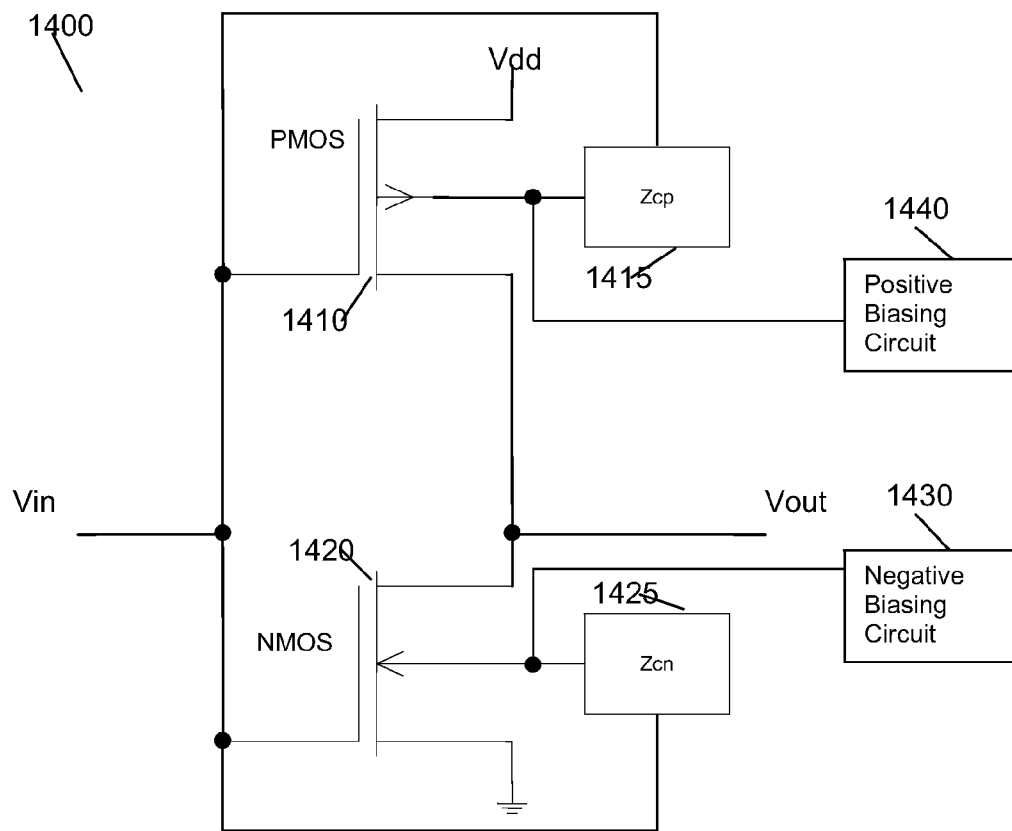 1400
Vdd
PMOS
Zcp
1440
1415
Positive
Biasing
Circuit
1410
Vin
Vout
1430
1420
1425
Negative
Biasing
Circuit
NMOS
Zcn